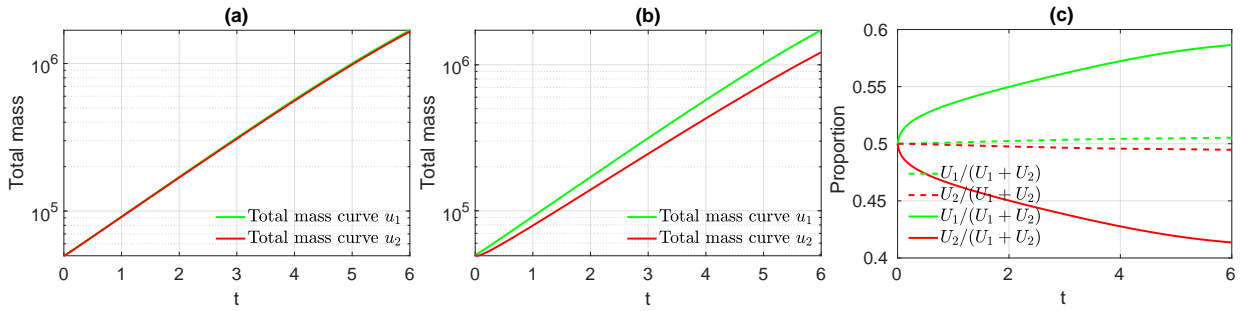 (a)
Total mass
10^6
10^5
Total mass curve u_1
Total mass curve u_2
0 1 2 3 4 5 6
t
(b)
Total mass
10^6
10^5
Total mass curve u_1
Total mass curve u_2
0 1 2 3 4 5 6
t
(c)
Proportion
0.6
0.55
0.5
0.45
0.4
U_1/(U_1 + U_2)
U_2/(U_1 + U_2)
U_1/(U_1 + U_2)
U_2/(U_1 + U_2)
0 2 4 6
t